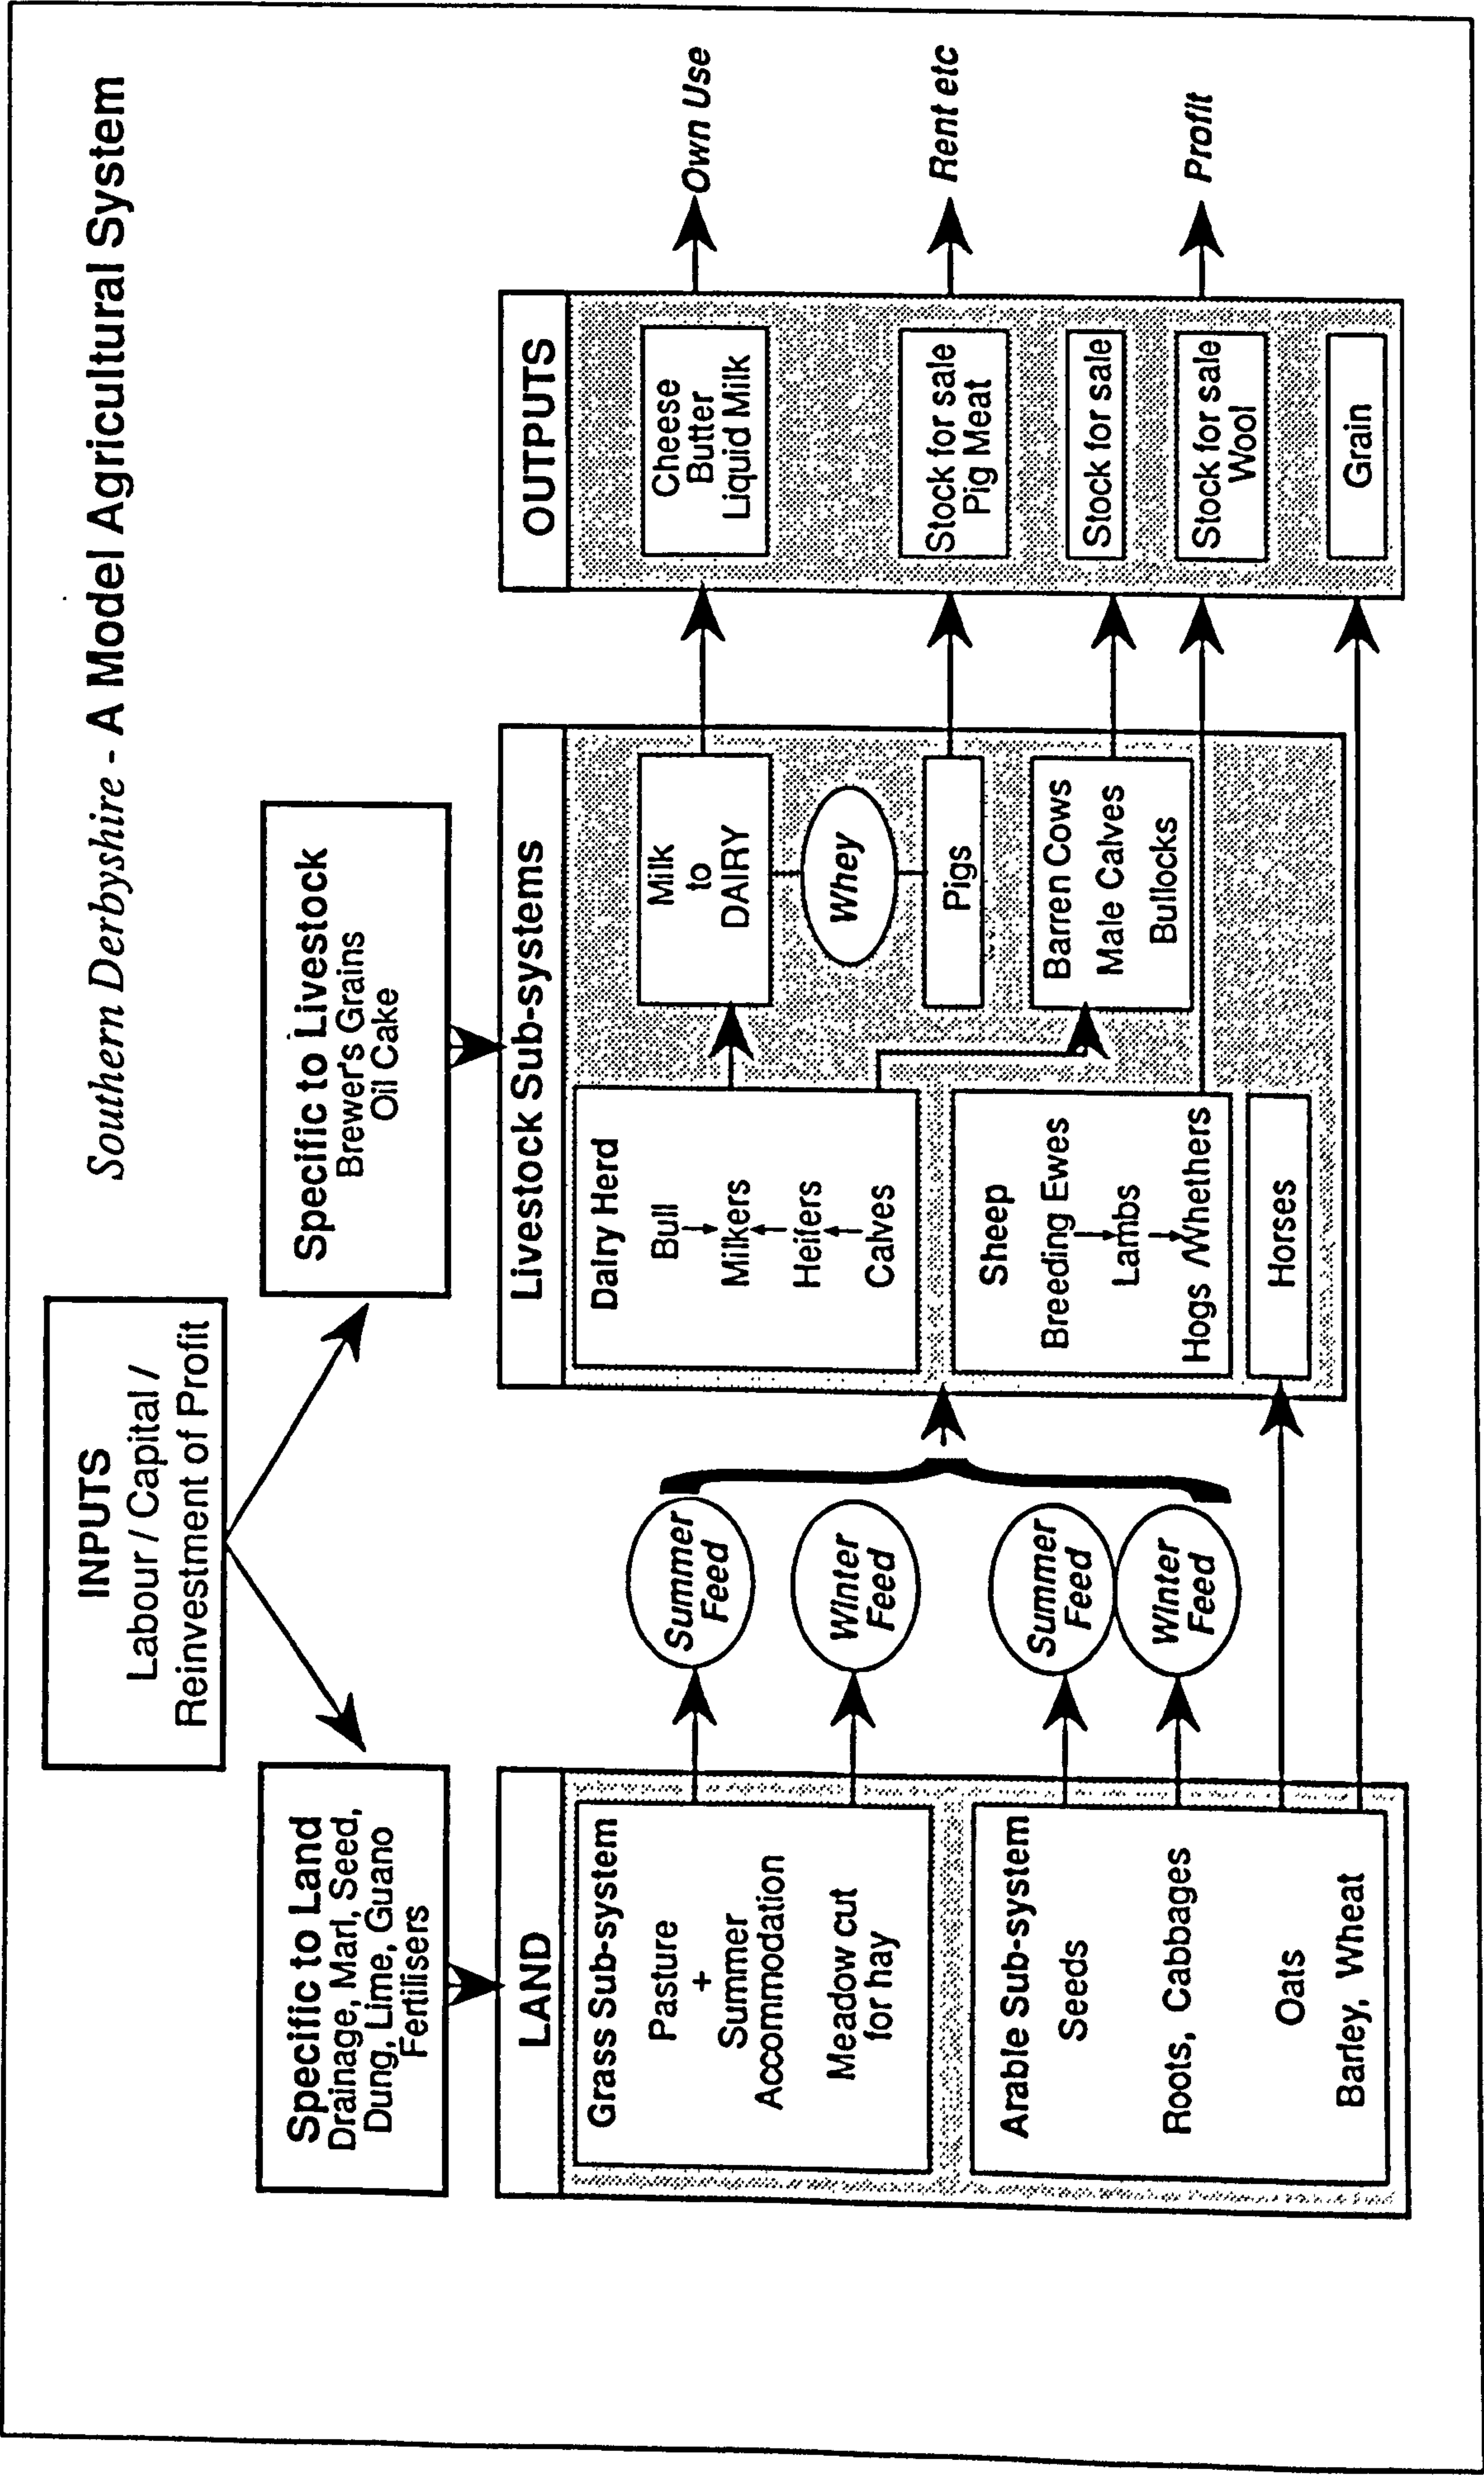 Southern Derbyshire - A Model Agricultural System
INPUTS
Labour / Capital /
Reinvestment of Profit
Specific to Land
Drainage, Marl, Seed,
Dung, Lime, Guano
Fertilisers
Specific to Livestock
Brewer's Grains
Oil Cake
LAND
Grass Sub-system
Pasture
+
Summer
Accommodation
Meadow cut
for hay
Arable Sub-system
Seeds
Roots, Cabbages
Oats
Barley, Wheat
Summer
Feed
Winter
Feed
Summer
Feed
Winter
Feed
Livestock Sub-systems
Dairy Herd
Bull
Milkers
Heifers
Calves
Sheep
Breeding Ewes
Lambs
Hogs /Whethers
Horses
Milk
to
DAIRY
Whey
Pigs
Barren Cows
Male Calves
Bullocks
OUTPUTS
Cheese
Butter
Liquid Milk
Stock for sale
Pig Meat
Stock for sale
Stock for sale
Wool
Grain
Own Use
Rent etc
Profit